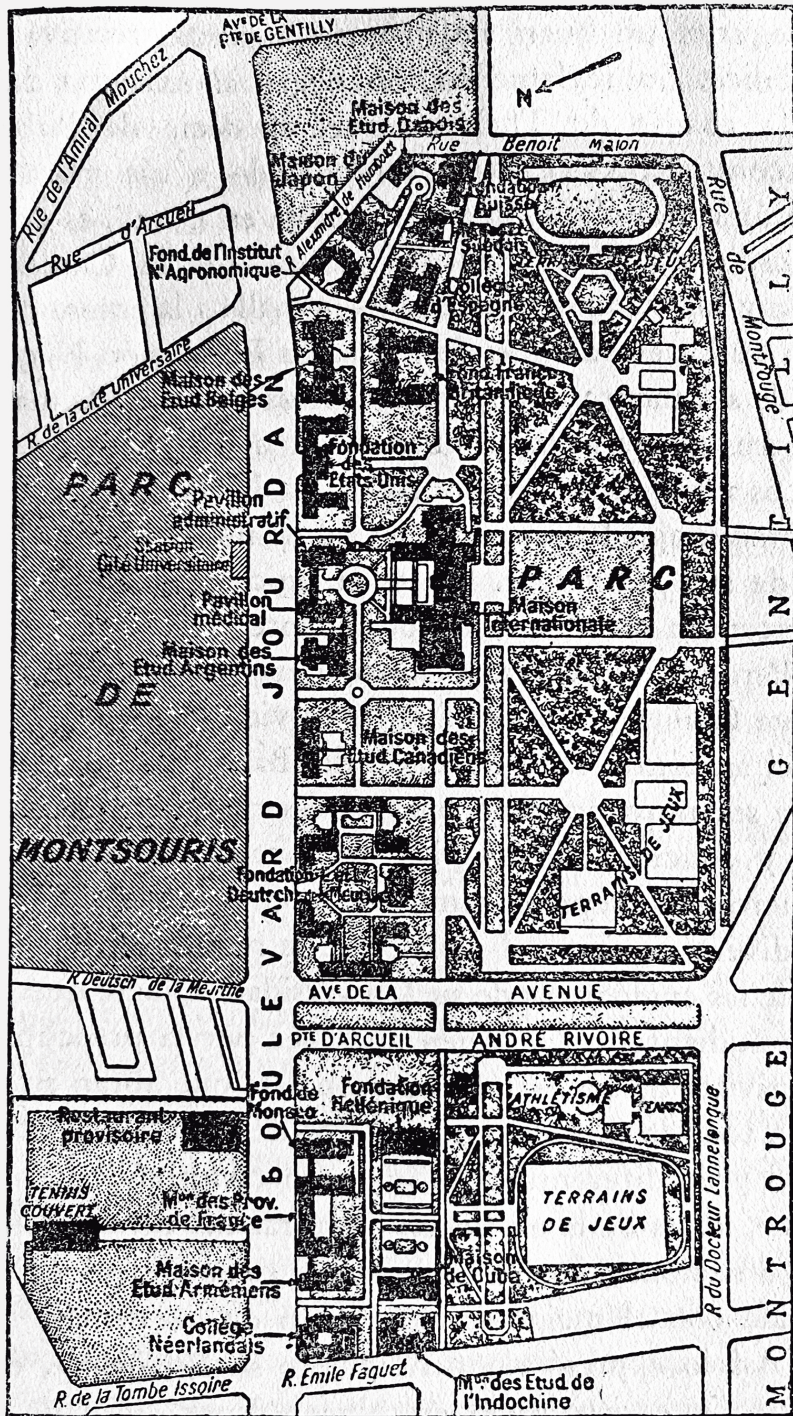 AVE DE LA
PTE DE GENTILLY
Rue de l'Amiral Mouchez
N
Maison des
Etud. Danois
Rue Benoit Malon
Maison du
Japon
R. Alexandre de Humboldt
Rue d'Arcueil
Fondation
Suisse
Suédois
Fond. de l'Institut
Nal Agronomique
Collège
d'Espagne
Rue de Montrouge
GENTILLY
R. de la Cité Universaire
Maison des
Etud. Belges
Fond. Franco
Britannique
Fondation
des
Etats-Unis
PARC
DE
MONTSOURIS
Pavillon
administratif
Station
Cité Universitaire
PARC
Pavillon
médical
Maison
Internationale
Maison des
Etud. Argentins
BOULEVARD JOURDAN
Maison des
Etud. Canadiens
TERRAINS DE JEUX
Fondation
Deutsch
R. Deutsch de la Meurthe
AVE DE LA
PTE D'ARCUEIL
AVENUE
ANDRÉ RIVOIRE
Fond. de
Monaco
Fondation
Hellénique
ATHLÉTISME
TENNIS
Restaurant
provisoire
TENNIS
COUVERT
Mon des Prov.
de France
TERRAINS
DE JEUX
R. du Docteur Lannelongue
MONTROUGE
Maison des
Etud. Arméniens
Maison
de Cuba
Collège
Néerlandais
R. de la Tombe Issoire
R. Emile Faguet
Mon des Etud. de
l'Indochine